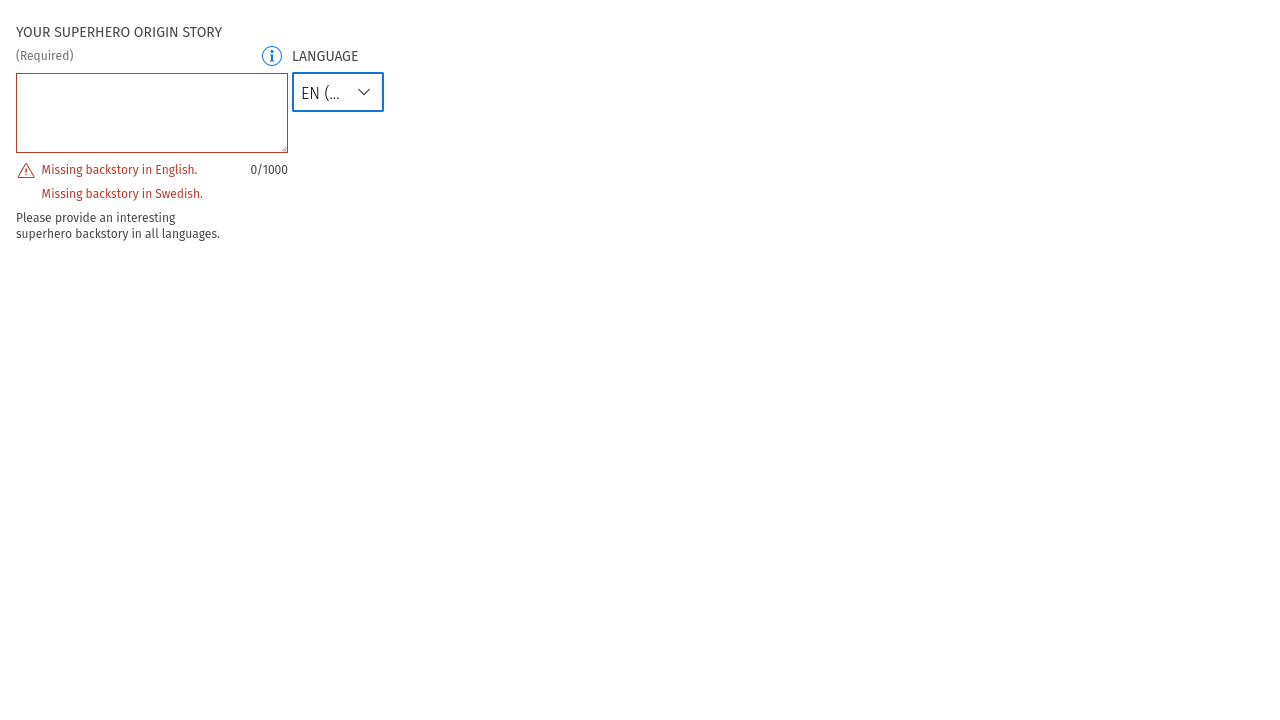 YOUR SUPERHERO ORIGIN STORY
(Required)
LANGUAGE
EN (...
Missing backstory in English.
0/1000
Missing backstory in Swedish.
Please provide an interesting
superhero backstory in all languages.